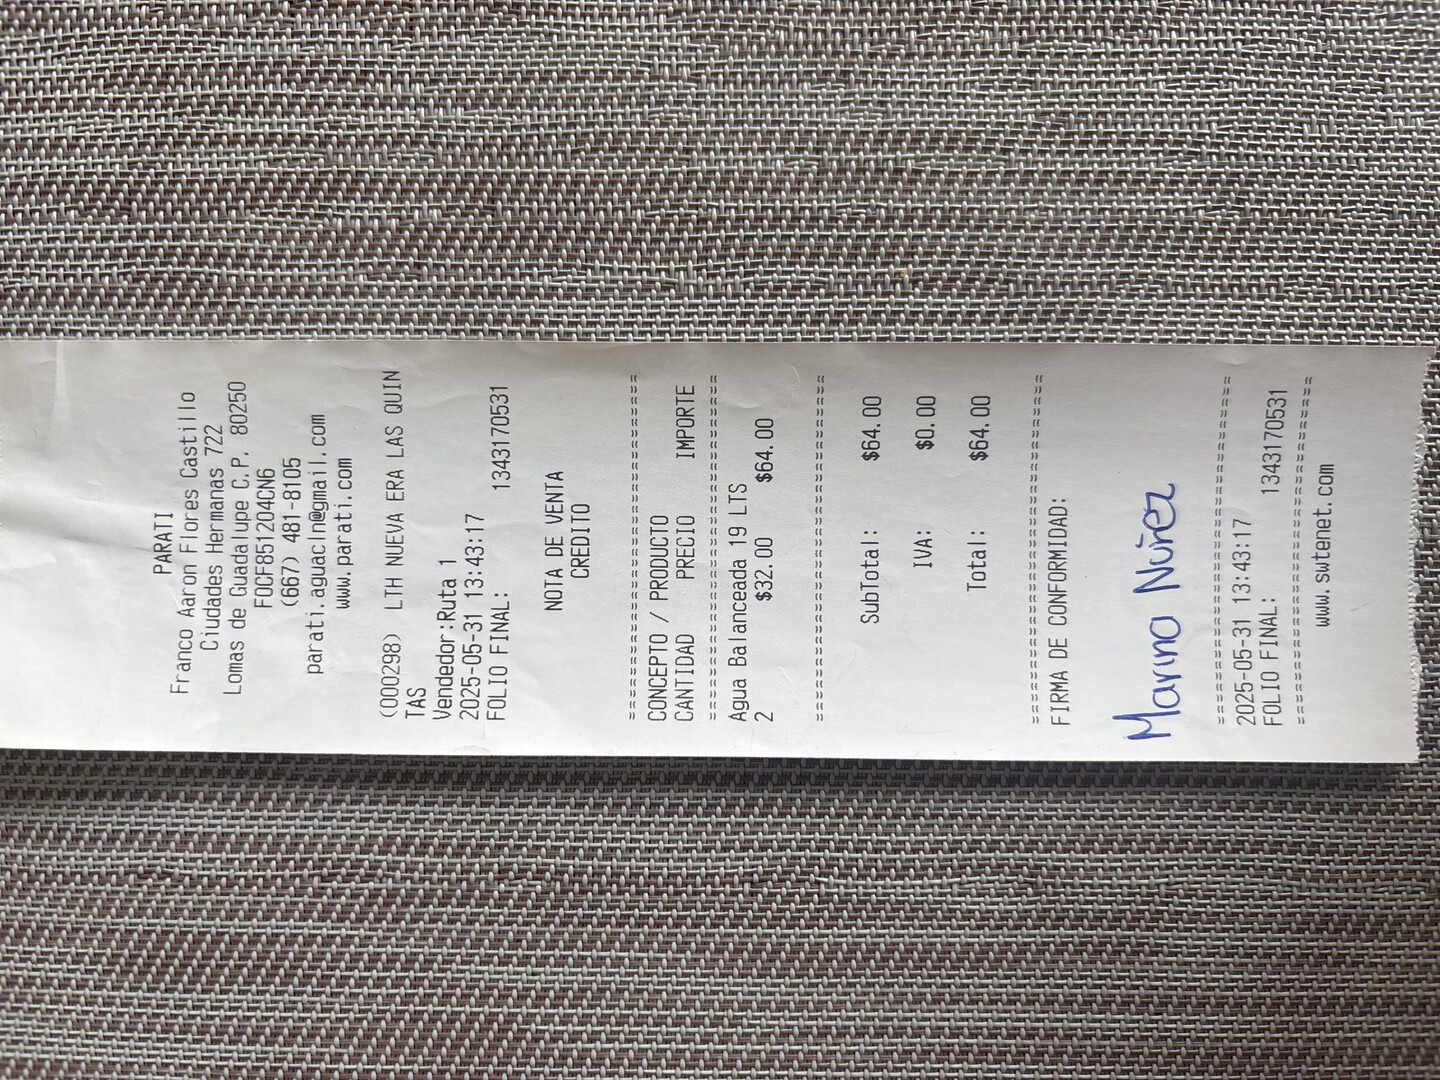 PARATI
Franco Aaron Flores Castillo
Ciudades Hermanas 722
Lomas de Guadalupe C.P. 80250
FOCF851204CN6
(667) 481-8105
parati.aguacln@gmail.com
www.parati.com
(000298) LTH NUEVA ERA LAS QUIN
TAS
Vendedor:Ruta 1
2025-05-31 13:43:17
FOLIO FINAL: 1343170531
NOTA DE VENTA
CREDITO
===============================
CONCEPTO / PRODUCTO
CANTIDAD PRECIO IMPORTE
===============================
Agua Balanceada 19 LTS
2 $32.00 $64.00
===============================
SubTotal: $64.00
IVA: $0.00
Total: $64.00
===============================
FIRMA DE CONFORMIDAD:
Marina Nuñez
===============================
2025-05-31 13:43:17
FOLIO FINAL: 1343170531
===============================
www.swtenet.com